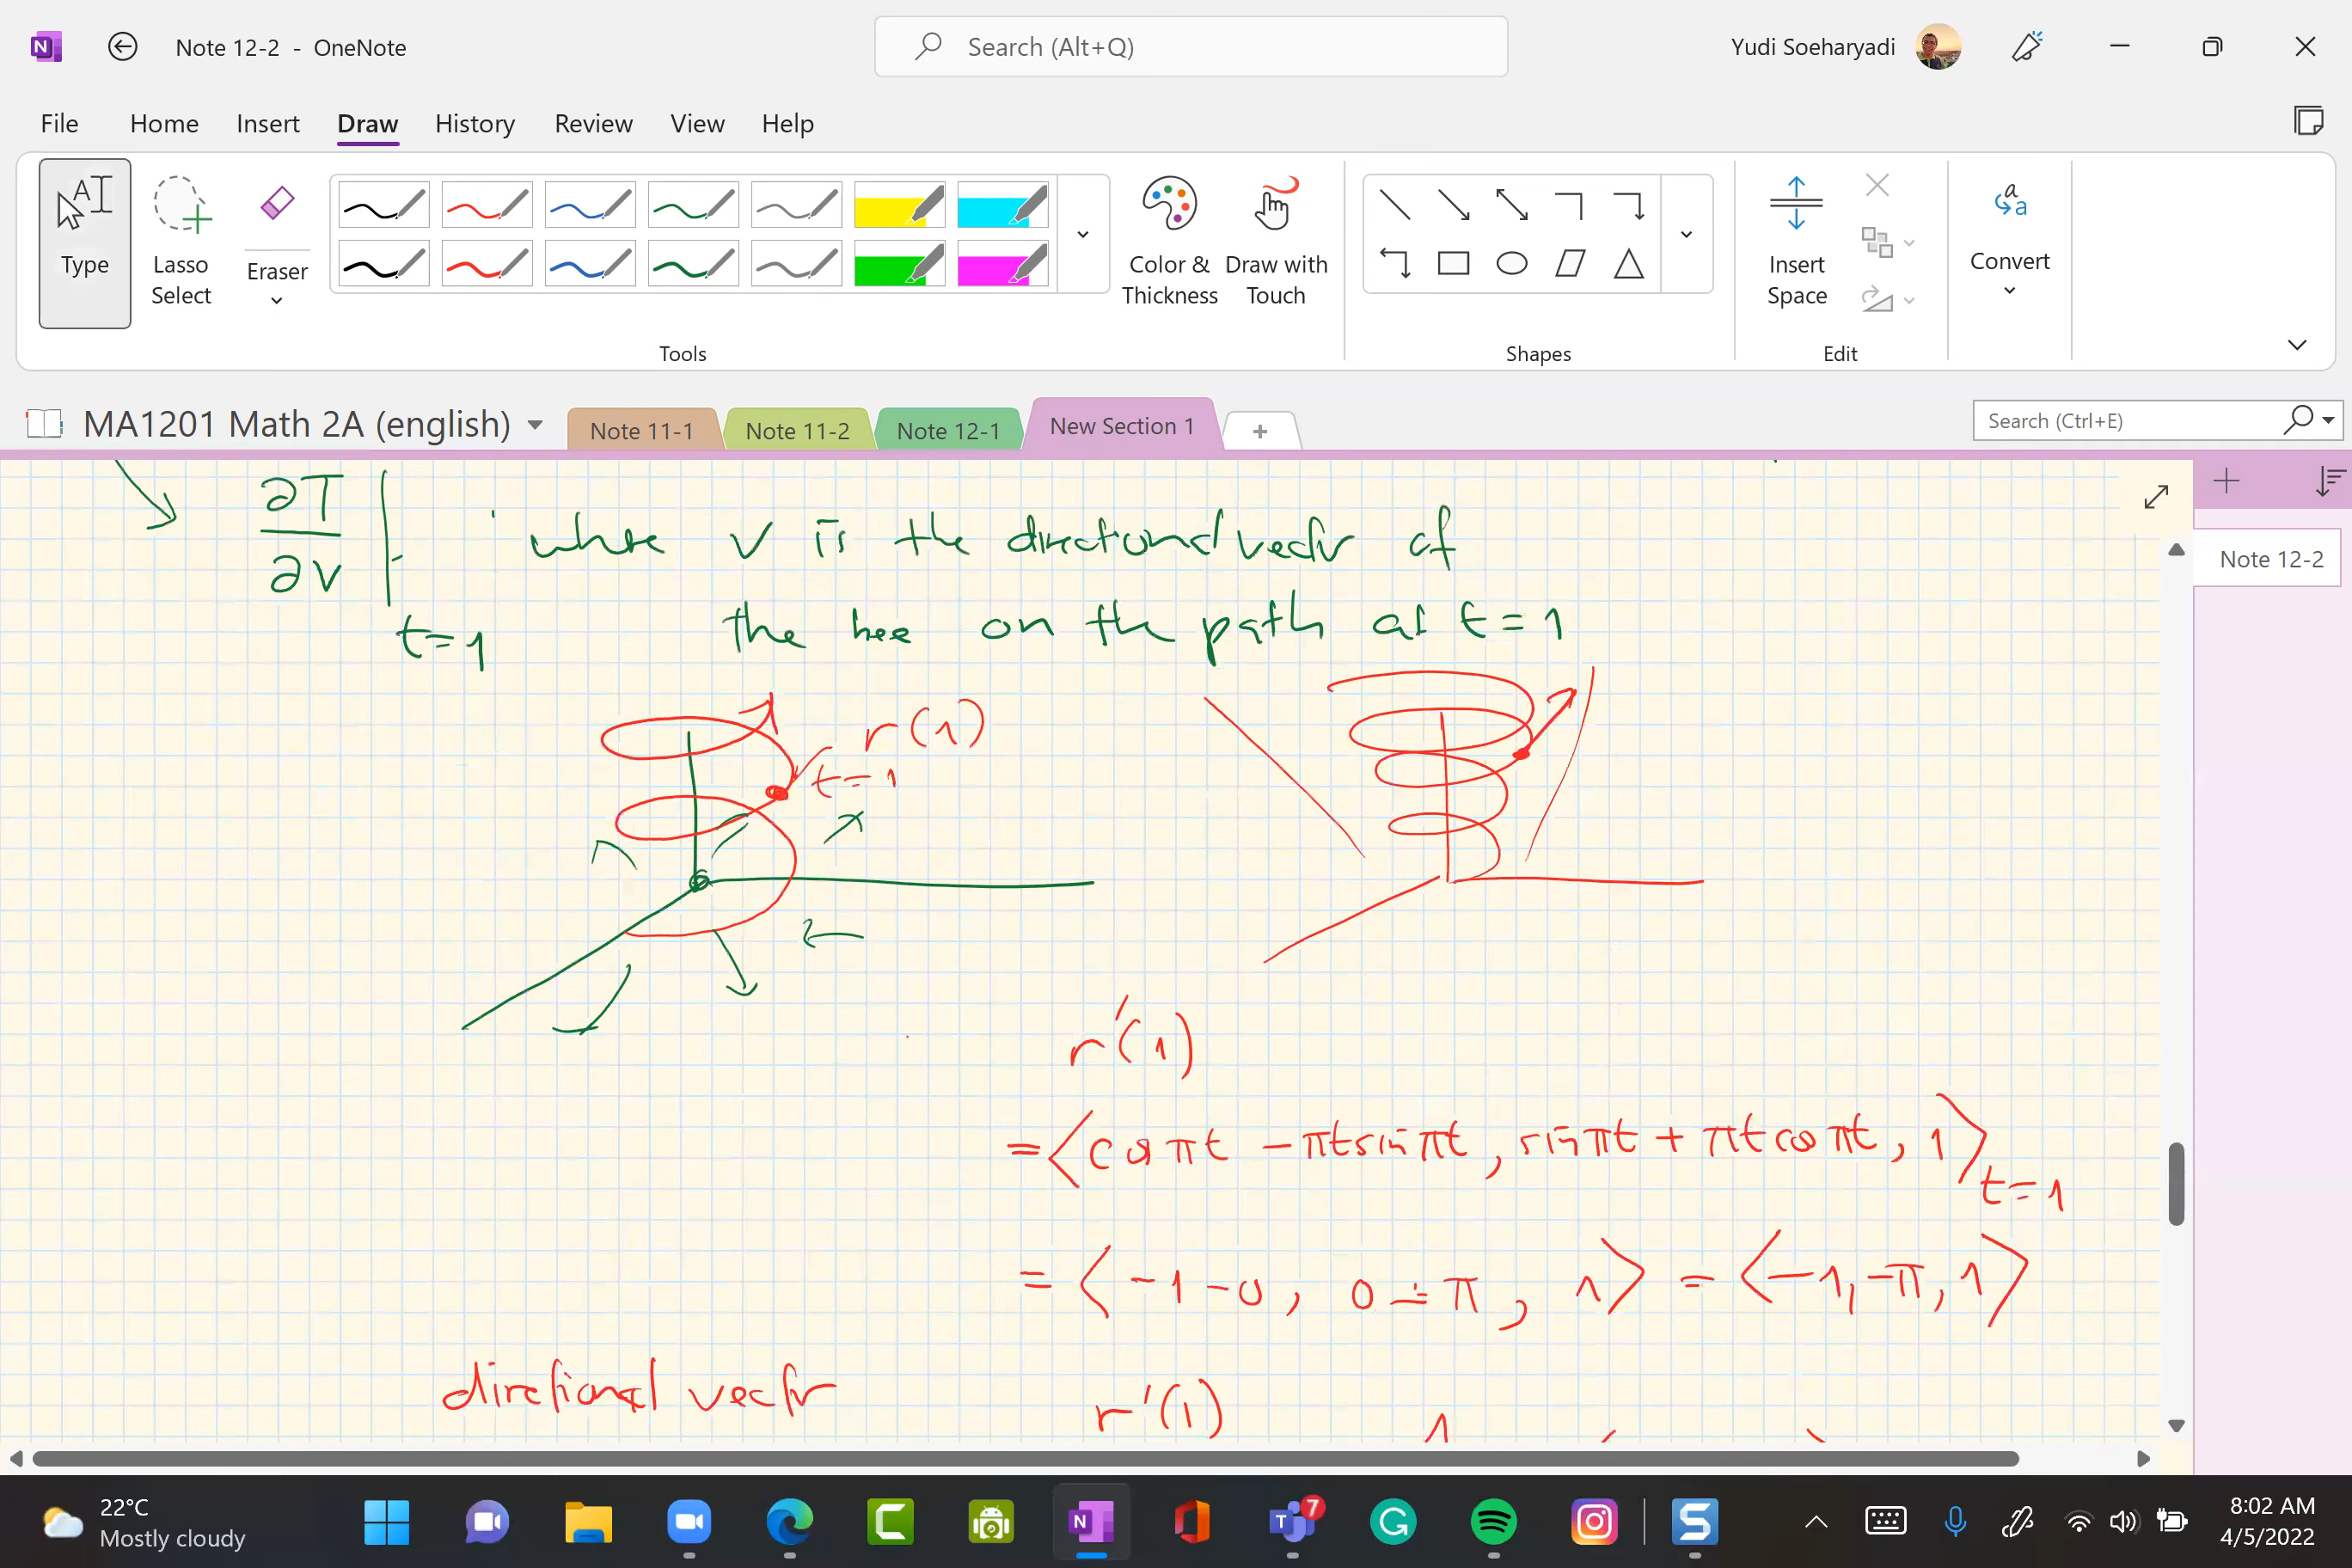 Note 12-2 - OneNote
Search (Alt+Q)
Yudi Soeharyadi
File Home Insert Draw History Review View Help
Type
Lasso Select
Eraser
Color & Thickness
Draw with Touch
Insert Space
Convert
Tools
Shapes
Edit
MA1201 Math 2A (english)
Note 11-1
Note 11-2
Note 12-1
New Section 1
Search (Ctrl+E)
Note 12-2
∂T/∂v |t=1 where v is the directional vector of
the bee on the path at t=1
r(1)
t=1
r'(1)
= <cos πt - πt sin πt, sin πt + πt cos πt, 1> t=1
= <-1-0, 0-π, 1> = <-1, -π, 1>
directional vector
r'(1)
1
22°C
Mostly cloudy
7
8:02 AM
4/5/2022